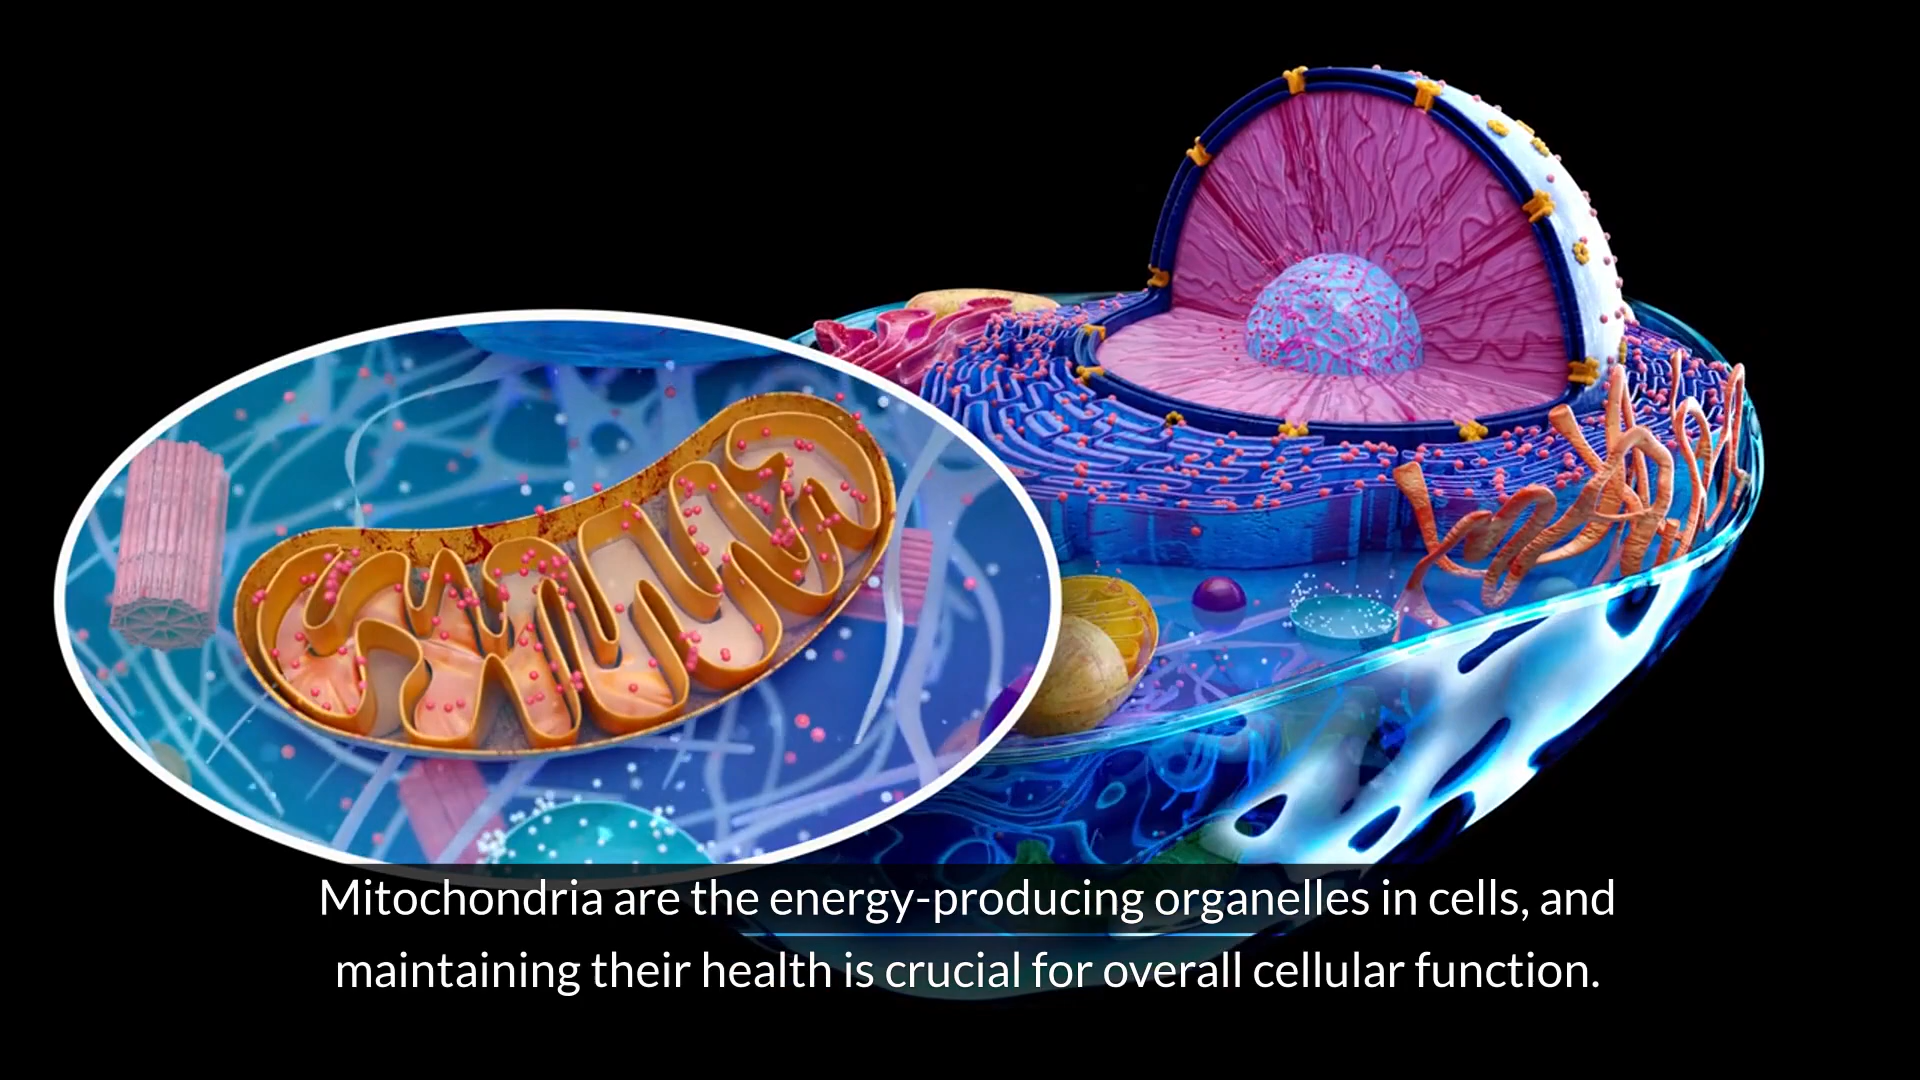 Mitochondria are the energy-producing organelles in cells, and
maintaining their health is crucial for overall cellular function.